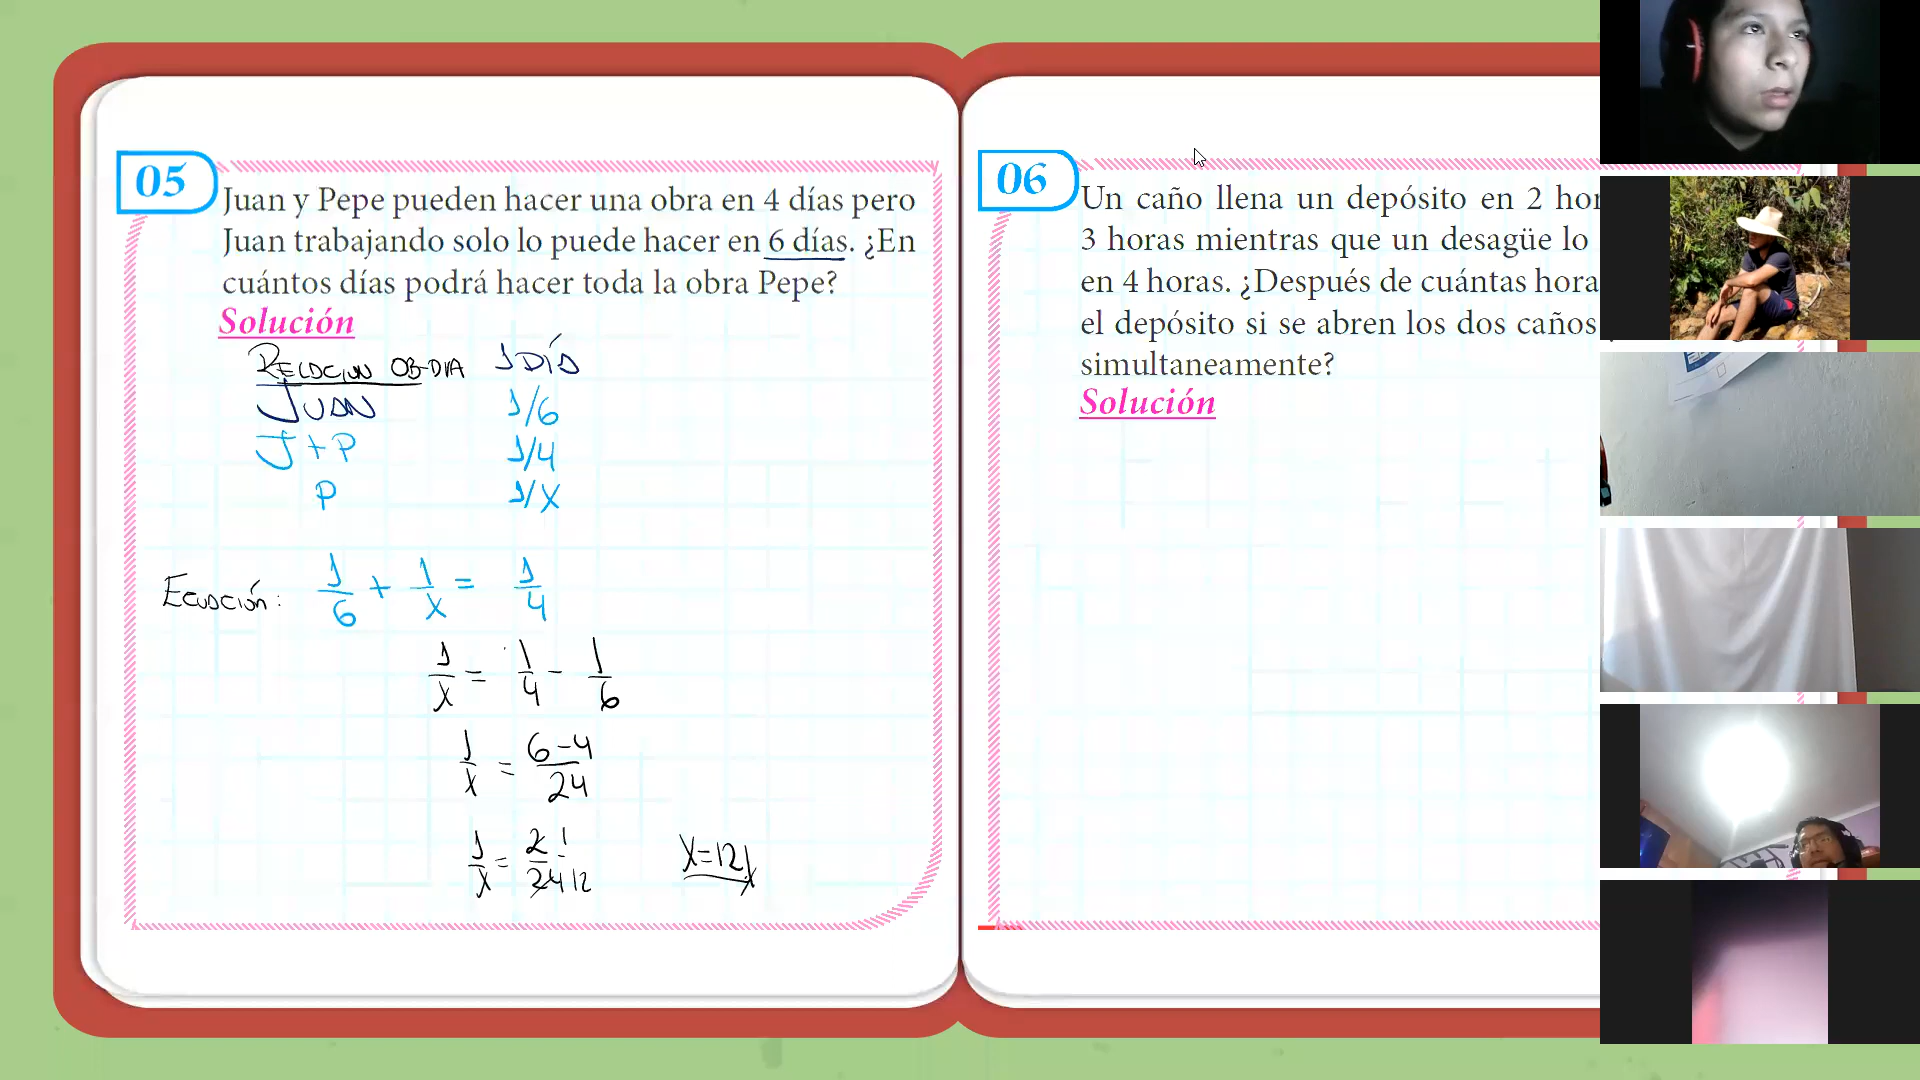 05
Juan y Pepe pueden hacer una obra en 4 días pero
Juan trabajando solo lo puede hacer en 6 días. ¿En
cuántos días podrá hacer toda la obra Pepe?
Solución
RELACION OB-DIA 1 DÍA
JUAN 1/6
J + P 1/4
P 1/X
ECUACIÓN: 1/6 + 1/X = 1/4
1/X = 1/4 - 1/6
1/X = 6-4/24
1/X = 2/24 1/12 X=12
06
Un caño llena un depósito en 2
3 horas mientras que un desagüe lo
en 4 horas. ¿Después de cuántas
el depósito si se abren los dos caños
simultaneamente?
Solución